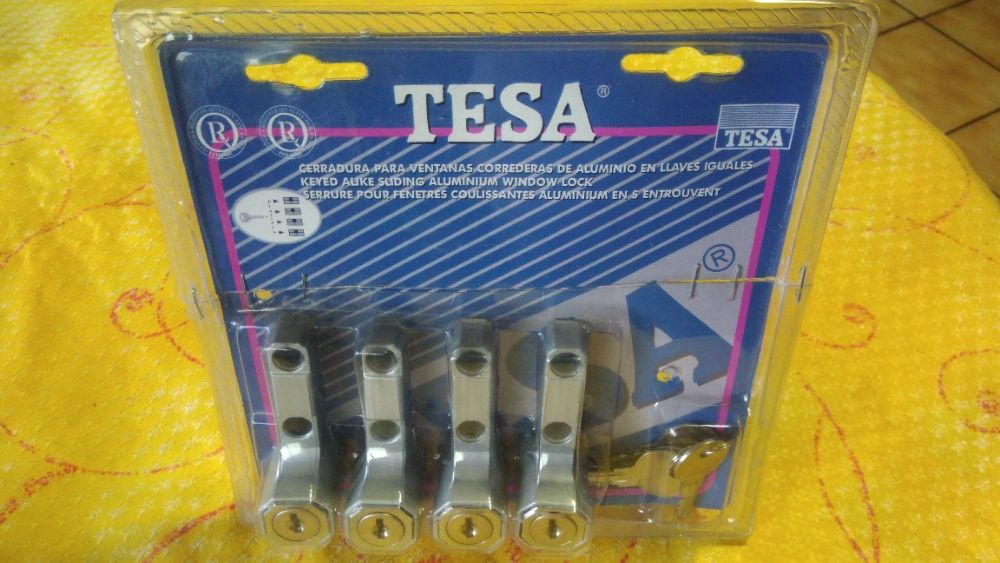 TESA®
R
R
TESA
CERRADURA PARA VENTANAS CORREDERAS DE ALUMINIO EN LLAVES IGUALES
KEYED ALIKE SLIDING ALUMINIUM WINDOW LOCK
SERRURE POUR FENETRES COULISSANTES ALUMINIUM EN S ENTROUVENT
®
SA